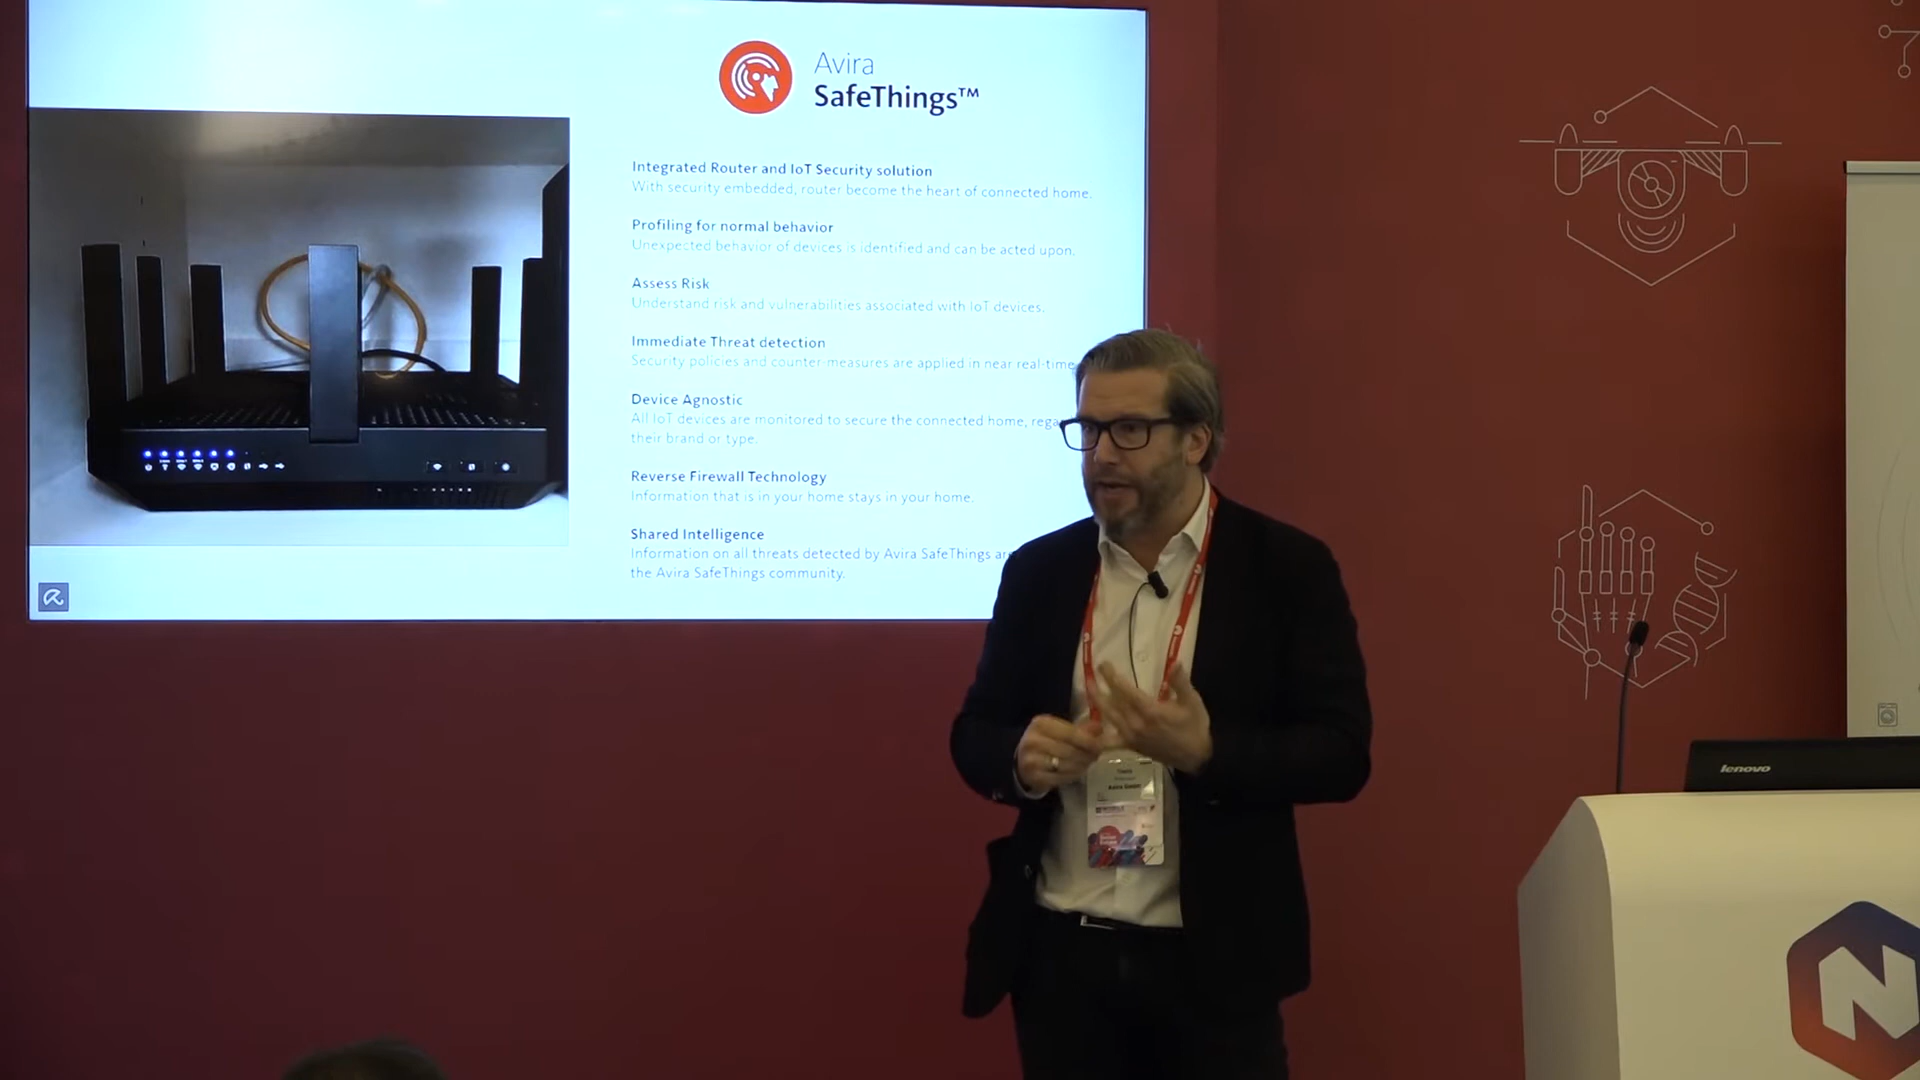 Avira
SafeThings™
Integrated Router and IoT Security solution
With security embedded, router become the heart of connected home.
Profiling for normal behavior
Unexpected behavior of devices is identified and can be acted upon.
Assess Risk
Understand risk and vulnerabilities associated with IoT devices.
Immediate Threat detection
Security policies and counter-measures are applied in near real-time
Device Agnostic
All IoT devices are monitored to secure the connected home, rega
their brand or type.
Reverse Firewall Technology
Information that is in your home stays in your home.
Shared Intelligence
Information on all threats detected by Avira SafeThings ar
the Avira SafeThings community.
lenovo
N